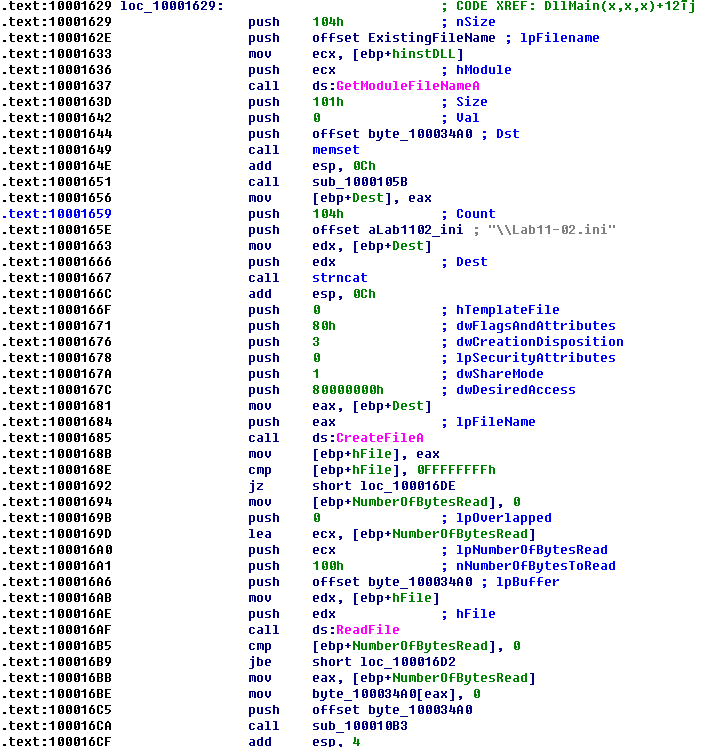 .text:10001629 loc_10001629: ; CODE XREF: DllMain(x,x,x)+12↑j
.text:10001629 push 104h ; nSize
.text:1000162E push offset ExistingFileName ; lpFilename
.text:10001633 mov ecx, [ebp+hinstDLL]
.text:10001636 push ecx ; hModule
.text:10001637 call ds:GetModuleFileNameA
.text:1000163D push 101h ; Size
.text:10001642 push 0 ; Val
.text:10001644 push offset byte_100034A0 ; Dst
.text:10001649 call memset
.text:1000164E add esp, 0Ch
.text:10001651 call sub_1000105B
.text:10001656 mov [ebp+Dest], eax
.text:10001659 push 104h ; Count
.text:1000165E push offset aLab1102_ini ; "\\Lab11-02.ini"
.text:10001663 mov edx, [ebp+Dest]
.text:10001666 push edx ; Dest
.text:10001667 call strncat
.text:1000166C add esp, 0Ch
.text:1000166F push 0 ; hTemplateFile
.text:10001671 push 80h ; dwFlagsAndAttributes
.text:10001676 push 3 ; dwCreationDisposition
.text:10001678 push 0 ; lpSecurityAttributes
.text:1000167A push 1 ; dwShareMode
.text:1000167C push 80000000h ; dwDesiredAccess
.text:10001681 mov eax, [ebp+Dest]
.text:10001684 push eax ; lpFileName
.text:10001685 call ds:CreateFileA
.text:1000168B mov [ebp+hFile], eax
.text:1000168E cmp [ebp+hFile], 0FFFFFFFFh
.text:10001692 jz short loc_100016DE
.text:10001694 mov [ebp+NumberOfBytesRead], 0
.text:1000169B push 0 ; lpOverlapped
.text:1000169D lea ecx, [ebp+NumberOfBytesRead]
.text:100016A0 push ecx ; lpNumberOfBytesRead
.text:100016A1 push 100h ; nNumberOfBytesToRead
.text:100016A6 push offset byte_100034A0 ; lpBuffer
.text:100016AB mov edx, [ebp+hFile]
.text:100016AE push edx ; hFile
.text:100016AF call ds:ReadFile
.text:100016B5 cmp [ebp+NumberOfBytesRead], 0
.text:100016B9 jbe short loc_100016D2
.text:100016BB mov eax, [ebp+NumberOfBytesRead]
.text:100016BE mov byte_100034A0[eax], 0
.text:100016C5 push offset byte_100034A0
.text:100016CA call sub_100010B3
.text:100016CF add esp, 4